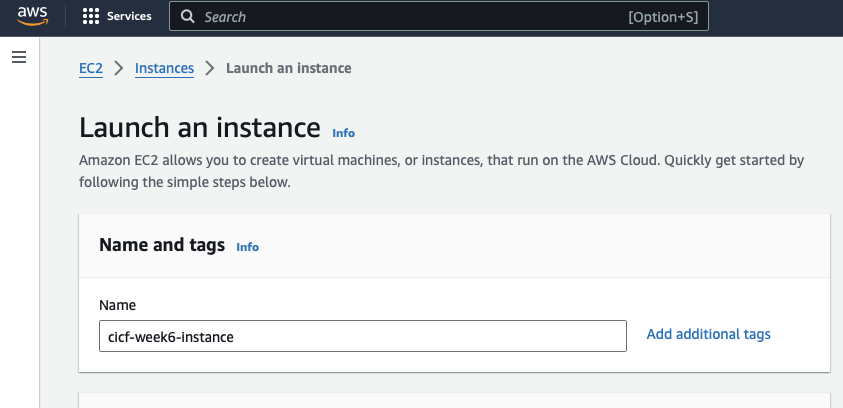 aws Services Search [Option+S]
EC2 > Instances > Launch an instance
Launch an instance Info
Amazon EC2 allows you to create virtual machines, or instances, that run on the AWS Cloud. Quickly get started by
following the simple steps below.
Name and tags Info
Name
cicf-week6-instance Add additional tags